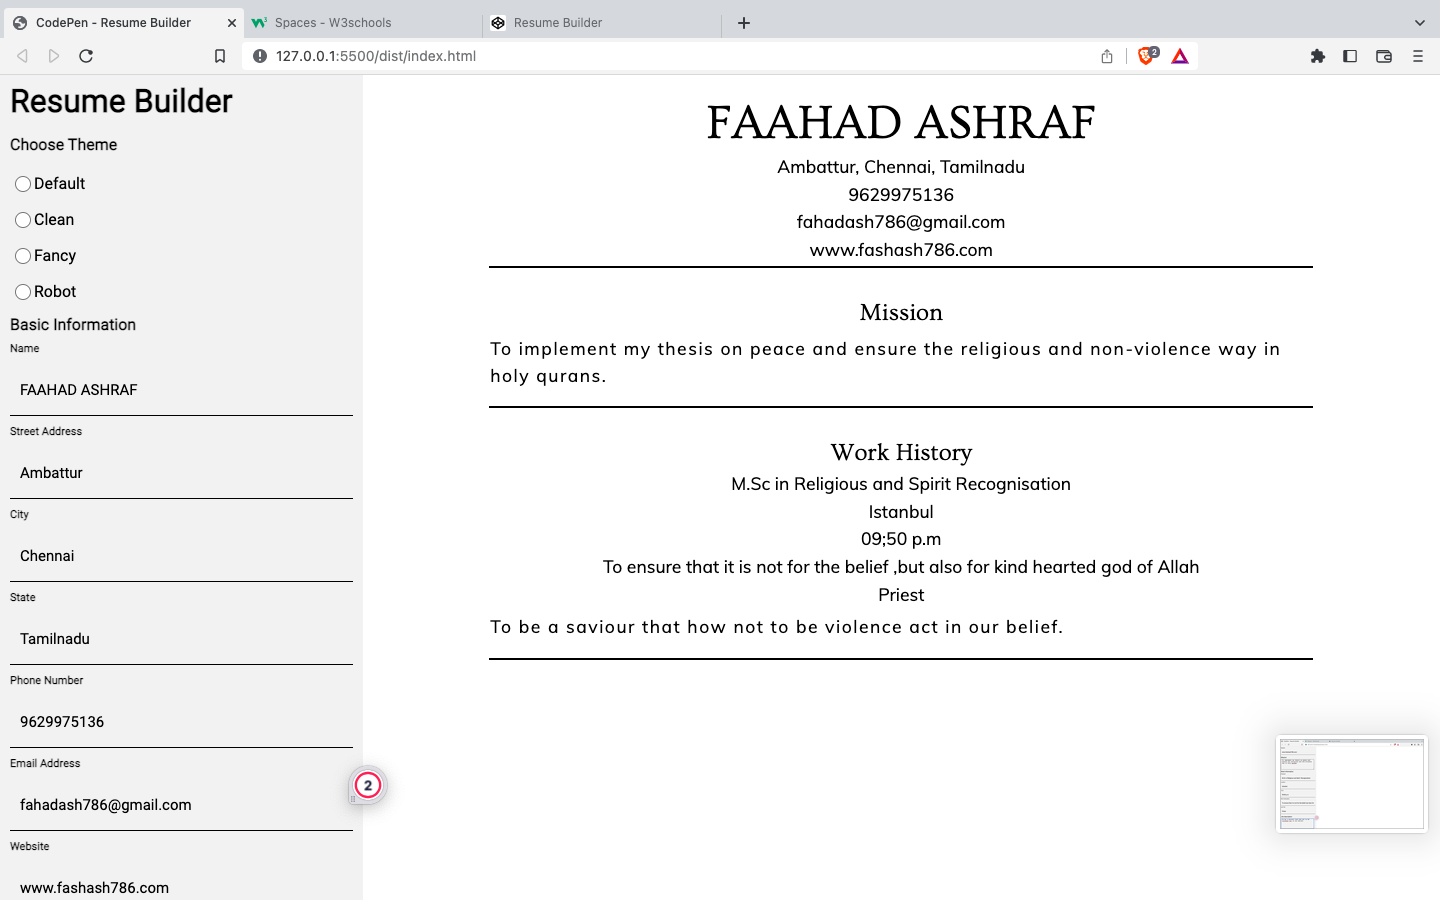 CodePen - Resume Builder
Spaces - W3schools
Resume Builder
127.0.0.1:5500/dist/index.html
2
Resume Builder
Choose Theme
Default
Clean
Fancy
Robot
Basic Information
Name
FAAHAD ASHRAF
Street Address
Ambattur
City
Chennai
State
Tamilnadu
Phone Number
9629975136
Email Address
fahadash786@gmail.com
Website
www.fashash786.com
2
FAAHAD ASHRAF
Ambattur, Chennai, Tamilnadu
9629975136
fahadash786@gmail.com
www.fashash786.com
Mission
To implement my thesis on peace and ensure the religious and non-violence way in
holy qurans.
Work History
M.Sc in Religious and Spirit Recognisation
Istanbul
09;50 p.m
To ensure that it is not for the belief ,but also for kind hearted god of Allah
Priest
To be a saviour that how not to be violence act in our belief.